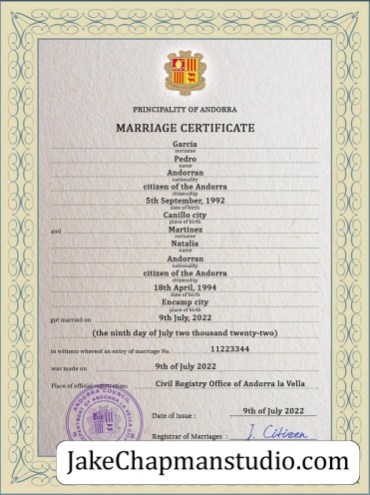 PRINCIPALITY OF ANDORRA
MARRIAGE CERTIFICATE
Garcia
surname
Pedro
name
Andorran
nationality
citizen of the Andorra
citizenship
5th September, 1992
date of birth
Canillo city
place of birth
and Martinez
surname
Natalia
name
Andorran
nationality
citizen of the Andorra
citizenship
18th April, 1994
date of birth
Encamp city
place of birth
got married on 9th July, 2022
(the ninth day of July two thousand twenty-two)
in witness whereof an entry of marriage No. 11223344
was made on 9th of July 2022
Place of official registration: Civil Registry Office of Andorra la Vella
Date of issue : 9th of July 2022
Registrar of Marriages : J. Citizen
JakeChapmanstudio.com